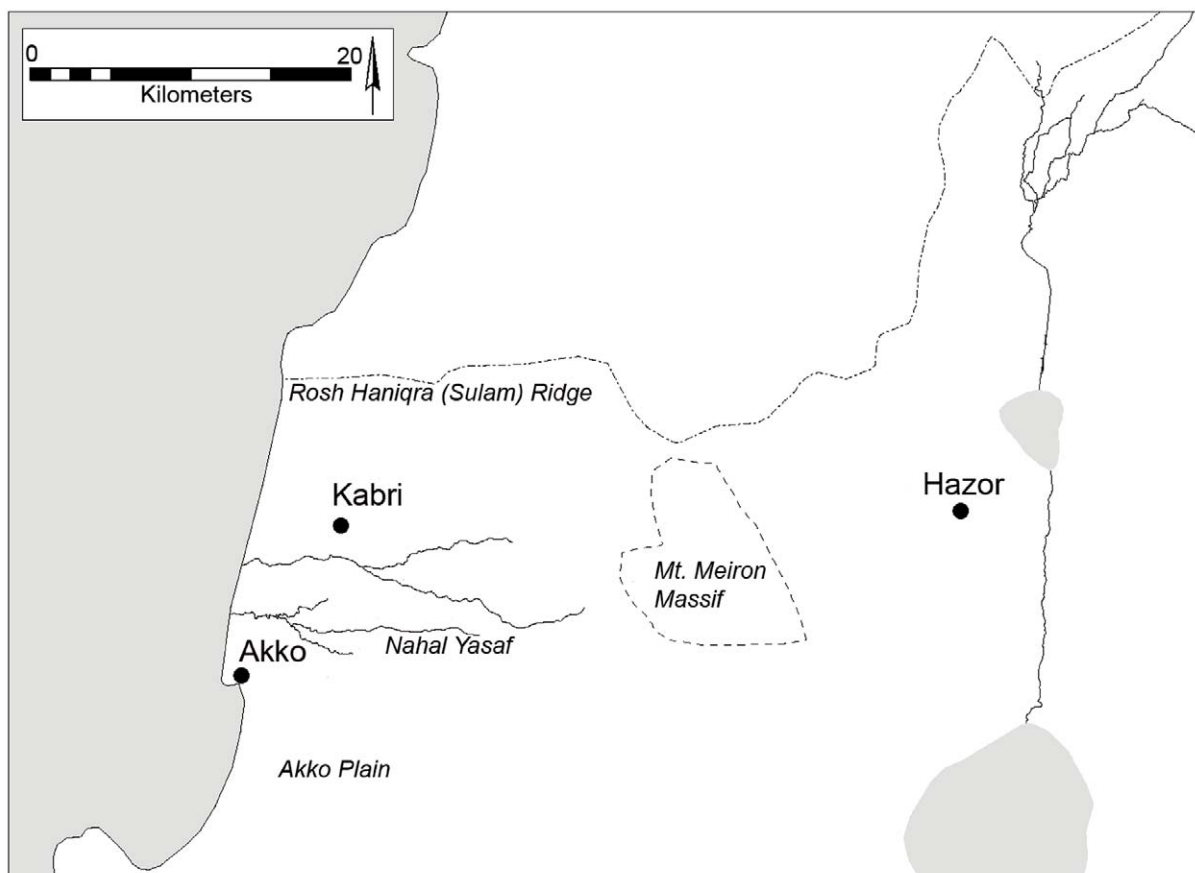 0 20
Kilometers
Rosh Haniqra (Sulam) Ridge
Kabri
Hazor
Mt. Meiron
Massif
Nahal Yasaf
Akko
Akko Plain